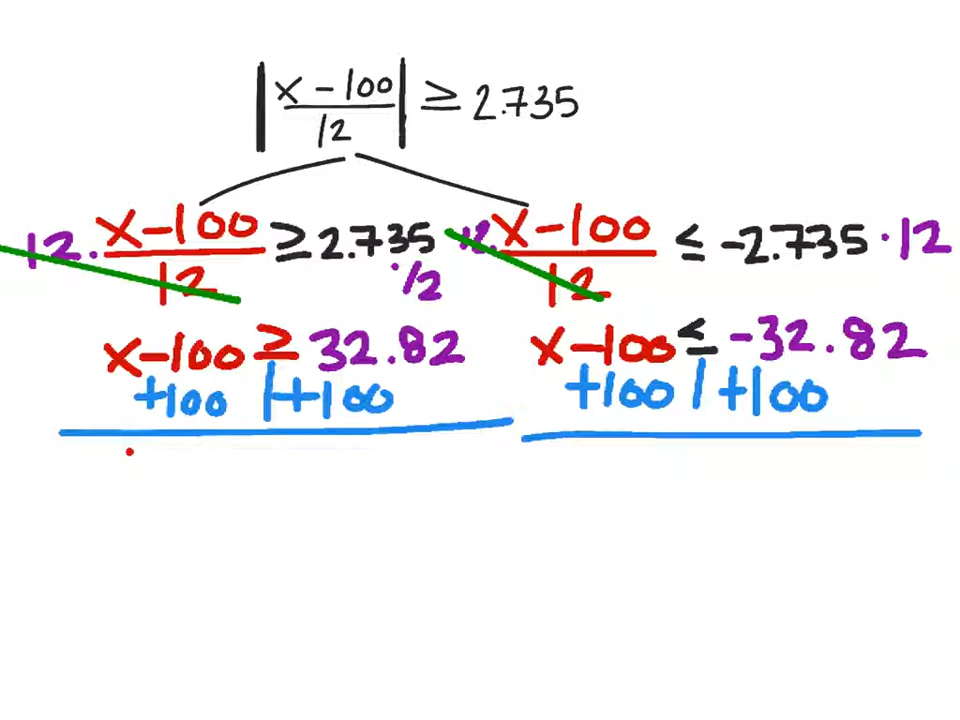 |x-100/12| ≥ 2.735
12. x-100/12 ≥ 2.735 ·12
12. x-100/12 ≤ -2.735 ·12
x-100 ≥ 32.82
x-100 ≤ -32.82
+100 | +100
+100 | +100